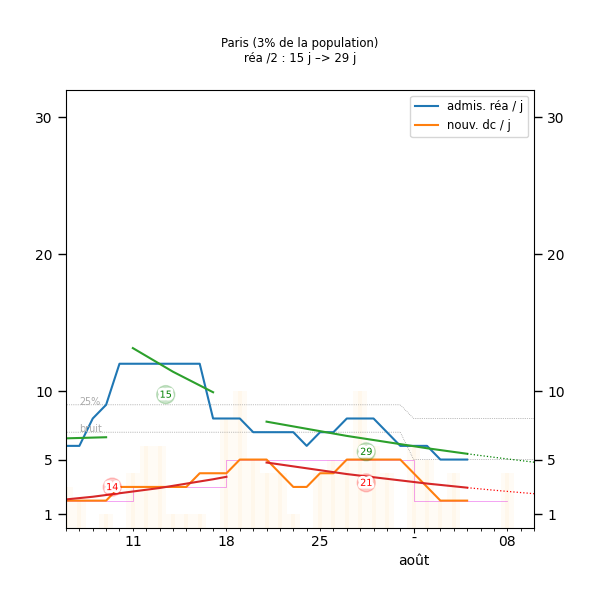 Paris (3% de la population)
réa /2 : 15 j –> 29 j
admis. réa / j
nouv. dc / j
30 30
20 20
10 10
5 5
1 1
25%
bruit
15
14
29
21
11 18 25 - 08
août